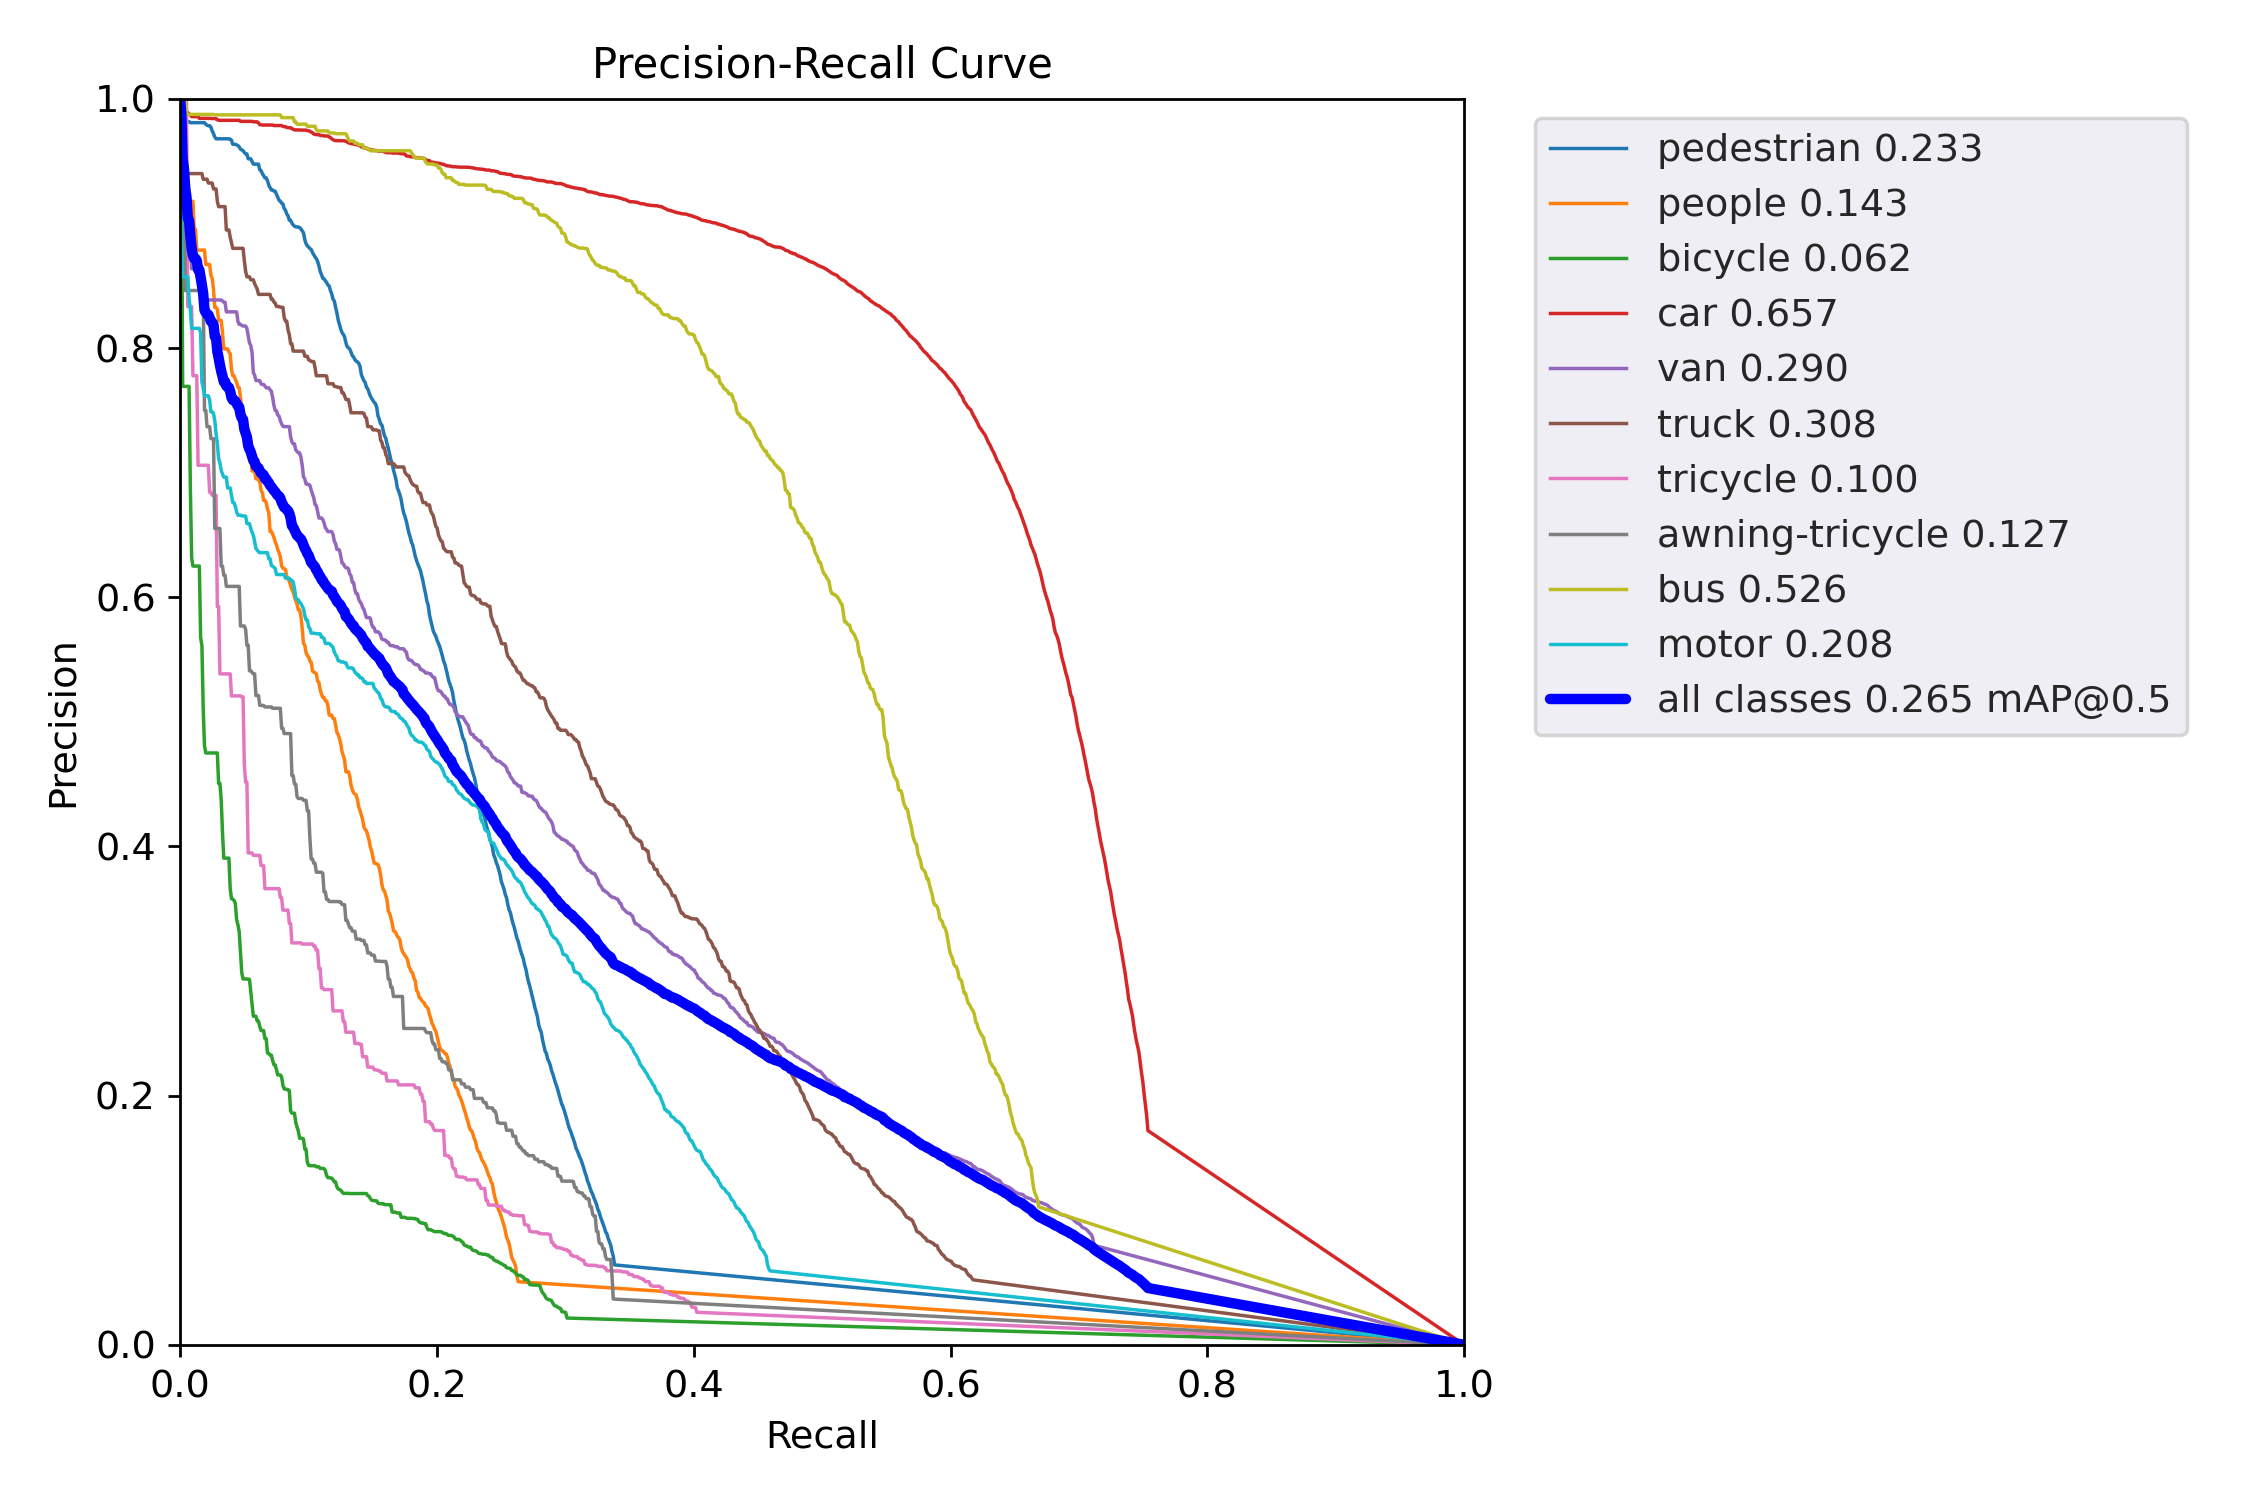 Precision-Recall Curve
1.0
0.8
0.6
0.4
0.2
0.0
Precision
0.0 0.2 0.4 0.6 0.8 1.0
Recall
pedestrian 0.233
people 0.143
bicycle 0.062
car 0.657
van 0.290
truck 0.308
tricycle 0.100
awning-tricycle 0.127
bus 0.526
motor 0.208
all classes 0.265 mAP@0.5